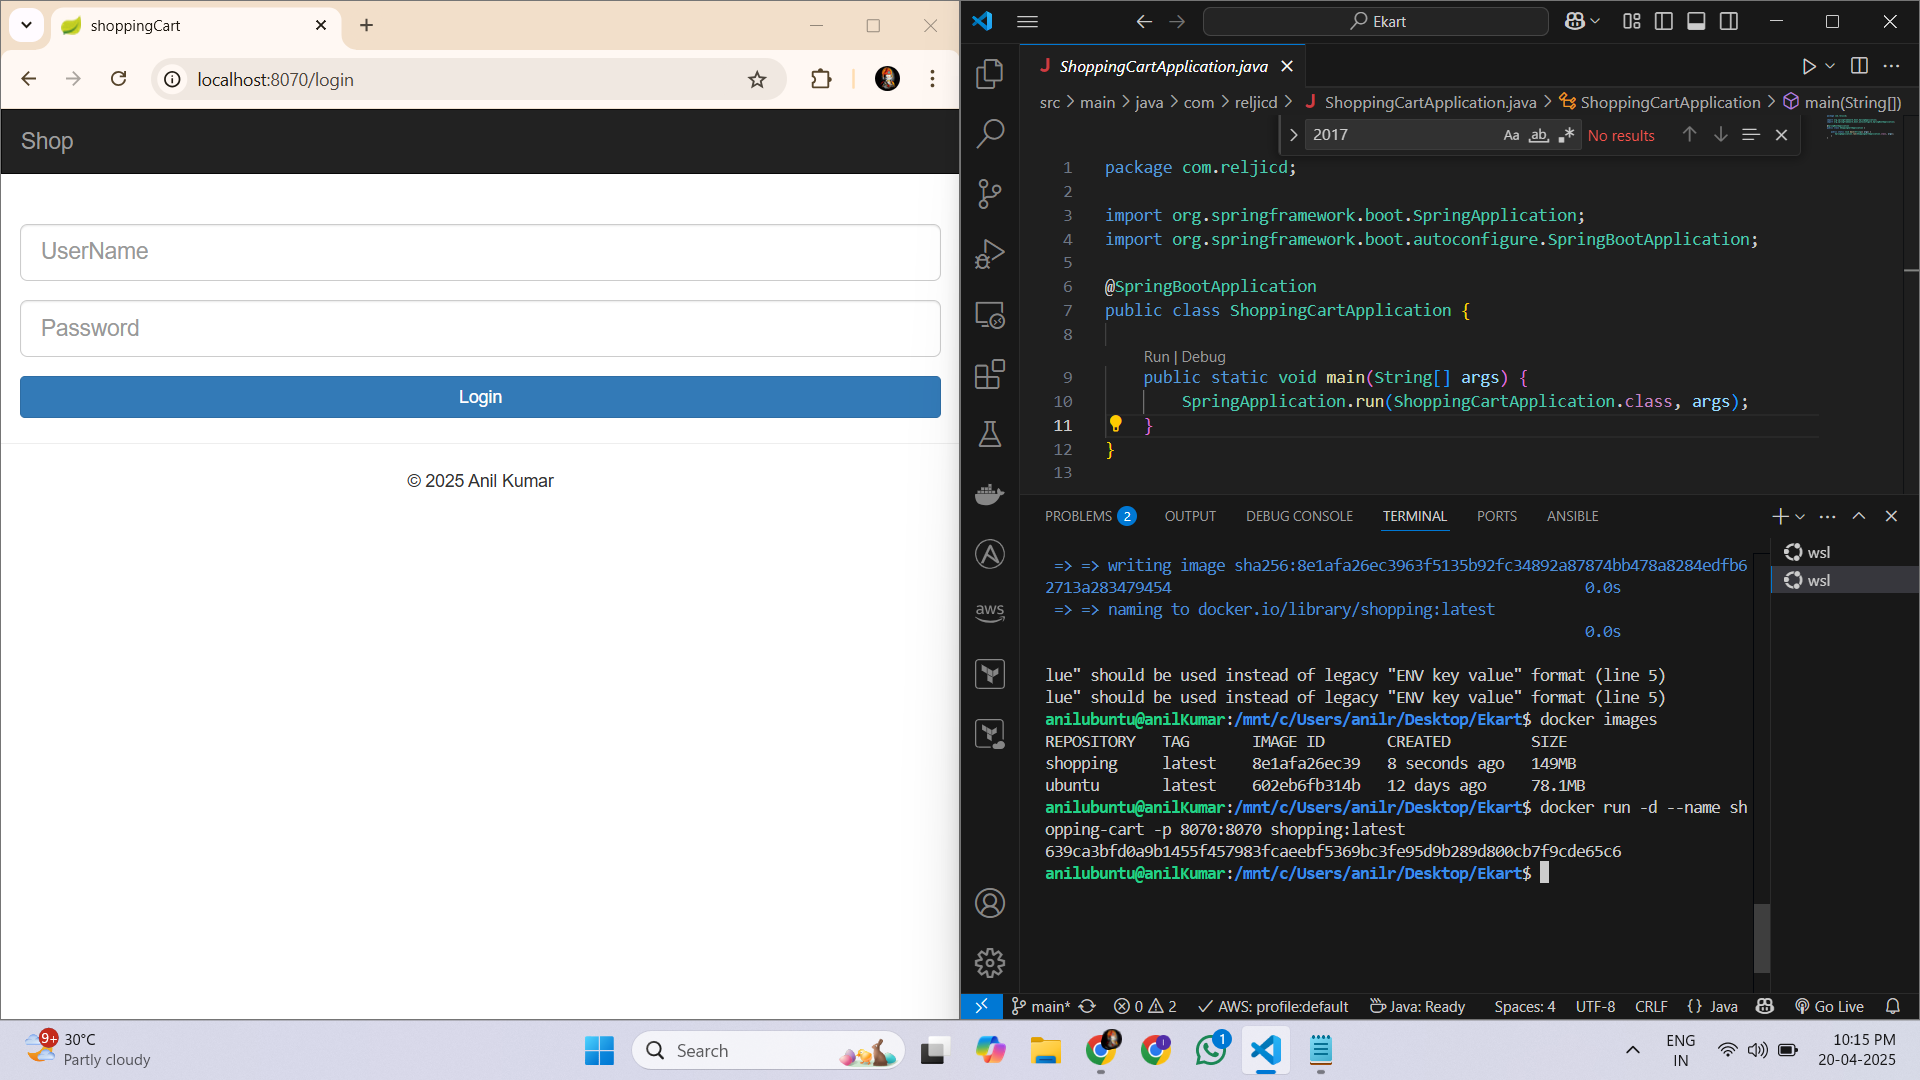 shoppingCart
localhost:8070/login
Shop
UserName
Password
Login
© 2025 Anil Kumar
Ekart
J ShoppingCartApplication.java
src > main > java > com > reljicd > J ShoppingCartApplication.java > ShoppingCartApplication > main(String[])
2017 Aa ab .* No results
1 package com.reljicd;
2
3 import org.springframework.boot.SpringApplication;
4 import org.springframework.boot.autoconfigure.SpringBootApplication;
5
6 @SpringBootApplication
7 public class ShoppingCartApplication {
8
Run | Debug
9 public static void main(String[] args) {
10 SpringApplication.run(ShoppingCartApplication.class, args);
11 }
12 }
13
PROBLEMS 2 OUTPUT DEBUG CONSOLE TERMINAL PORTS ANSIBLE
wsl
wsl
aws
=> => writing image sha256:8e1afa26ec3963f5135b92fc34892a87874bb478a8284edfb6
2713a283479454 0.0s
=> => naming to docker.io/library/shopping:latest
0.0s
lue" should be used instead of legacy "ENV key value" format (line 5)
lue" should be used instead of legacy "ENV key value" format (line 5)
anilubuntu@anilKumar:/mnt/c/Users/anilr/Desktop/Ekart$ docker images
REPOSITORY TAG IMAGE ID CREATED SIZE
shopping latest 8e1afa26ec39 8 seconds ago 149MB
ubuntu latest 602eb6fb314b 12 days ago 78.1MB
anilubuntu@anilKumar:/mnt/c/Users/anilr/Desktop/Ekart$ docker run -d --name sh
opping-cart -p 8070:8070 shopping:latest
639ca3bfd0a9b1455f457983fcaeebf5369bc3fe95d9b289d800cb7f9cde65c6
anilubuntu@anilKumar:/mnt/c/Users/anilr/Desktop/Ekart$
main* 0 2 AWS: profile:default Java: Ready Spaces: 4 UTF-8 CRLF {} Java Go Live
9+ 30°C
Partly cloudy
Search
1
ENG
IN
10:15 PM
20-04-2025